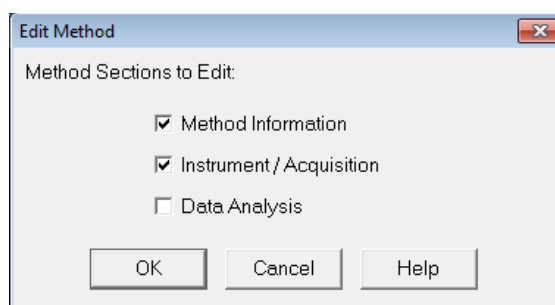 Edit Method
Method Sections to Edit:
Method Information
Instrument / Acquisition
Data Analysis
OK Cancel Help